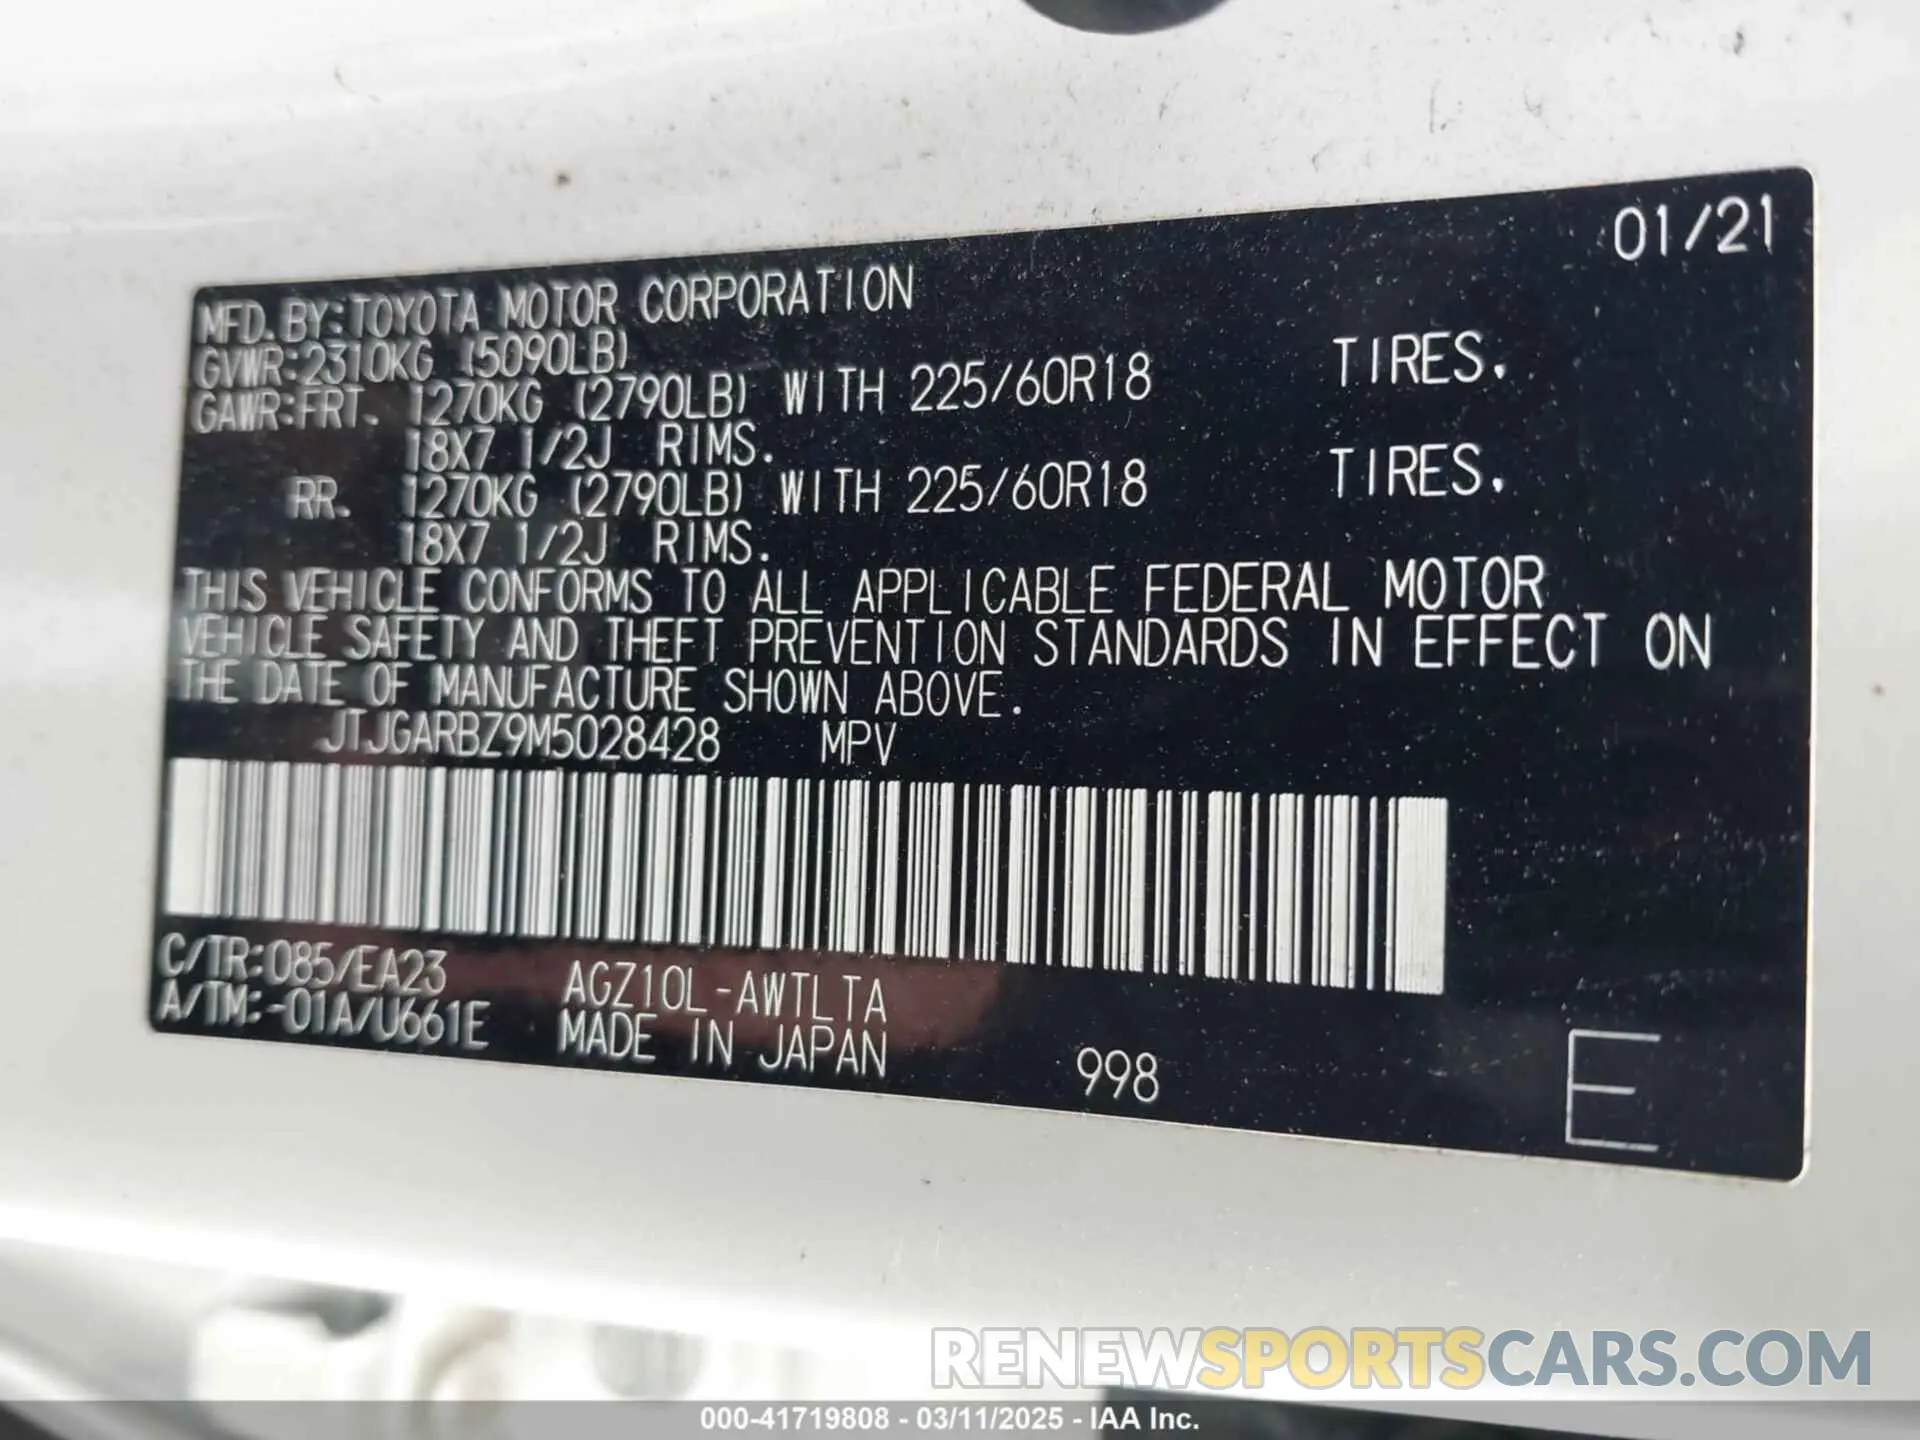 01/21
MFD. BY: TOYOTA MOTOR CORPORATION
GVWR: 2310KG (5090LB)
GAWR: FRT. 1270KG (2790LB) WITH 225/60R18 TIRES.
18X7 1/2J RIMS.
RR. 1270KG (2790LB) WITH 225/60R18 TIRES.
18X7 1/2J RIMS.
THIS VEHICLE CONFORMS TO ALL APPLICABLE FEDERAL MOTOR
VEHICLE SAFETY AND THEFT PREVENTION STANDARDS IN EFFECT ON
THE DATE OF MANUFACTURE SHOWN ABOVE.
JTJGARBZ9M5028428 MPV
C/TR: 085/EA23 AGZ10L-AWTLTA
A/TM: -01A/U661E MADE IN JAPAN 998 E
RENEWSPORTSCARS.COM
000-41719808 - 03/11/2025 - IAA Inc.